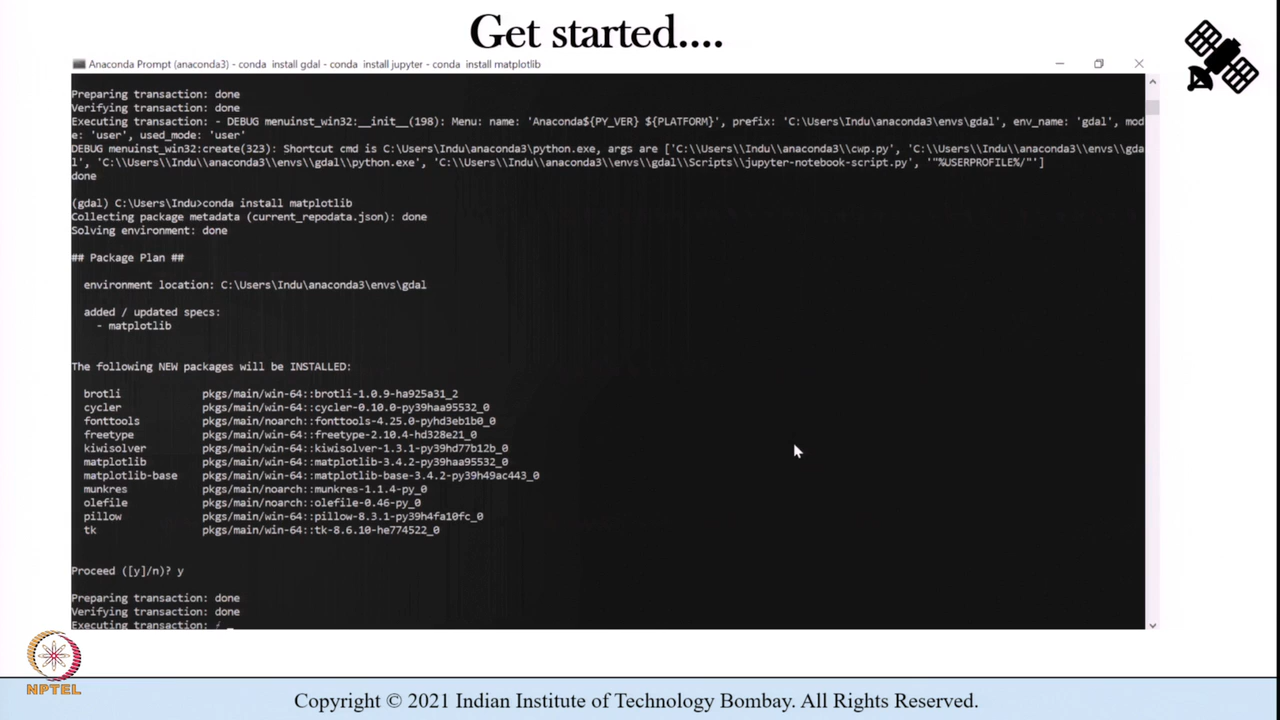 Get started....
Anaconda Prompt (anaconda3) - conda  install gdal - conda  install jupyter - conda  install matplotlib
Preparing transaction: done
Verifying transaction: done
Executing transaction: - DEBUG menuinst_win32:__init__(198): Menu: name: 'Anaconda${PY_VER} ${PLATFORM}', prefix: 'C:\Users\Indu\anaconda3\envs\gdal', env_name: 'gdal', mod
e: 'user', used_mode: 'user'
DEBUG menuinst_win32:create(323): Shortcut cmd is C:\Users\Indu\anaconda3\python.exe, args are ['C:\\Users\\Indu\\anaconda3\\cwp.py', 'C:\\Users\\Indu\\anaconda3\\envs\\gda
l', 'C:\\Users\\Indu\\anaconda3\\envs\\gdal\\python.exe', 'C:\\Users\\Indu\\anaconda3\\envs\\gdal\\Scripts\\jupyter-notebook-script.py', '"%USERPROFILE%/"']
done
(gdal) C:\Users\Indu>conda install matplotlib
Collecting package metadata (current_repodata.json): done
Solving environment: done
## Package Plan ##
environment location: C:\Users\Indu\anaconda3\envs\gdal
added / updated specs:
- matplotlib
The following NEW packages will be INSTALLED:
brotli pkgs/main/win-64::brotli-1.0.9-ha925a31_2
cycler pkgs/main/win-64::cycler-0.10.0-py39haa95532_0
fonttools pkgs/main/noarch::fonttools-4.25.0-pyhd3eb1b0_0
freetype pkgs/main/win-64::freetype-2.10.4-hd328e21_0
kiwisolver pkgs/main/win-64::kiwisolver-1.3.1-py39hd77b12b_0
matplotlib pkgs/main/win-64::matplotlib-3.4.2-py39haa95532_0
matplotlib-base pkgs/main/win-64::matplotlib-base-3.4.2-py39h49ac443_0
munkres pkgs/main/noarch::munkres-1.1.4-py_0
olefile pkgs/main/noarch::olefile-0.46-py_0
pillow pkgs/main/win-64::pillow-8.3.1-py39h4fa10fc_0
tk pkgs/main/win-64::tk-8.6.10-he774522_0
Proceed ([y]/n)? y
Preparing transaction: done
Verifying transaction: done
Executing transaction: / _
NPTEL
Copyright © 2021 Indian Institute of Technology Bombay. All Rights Reserved.